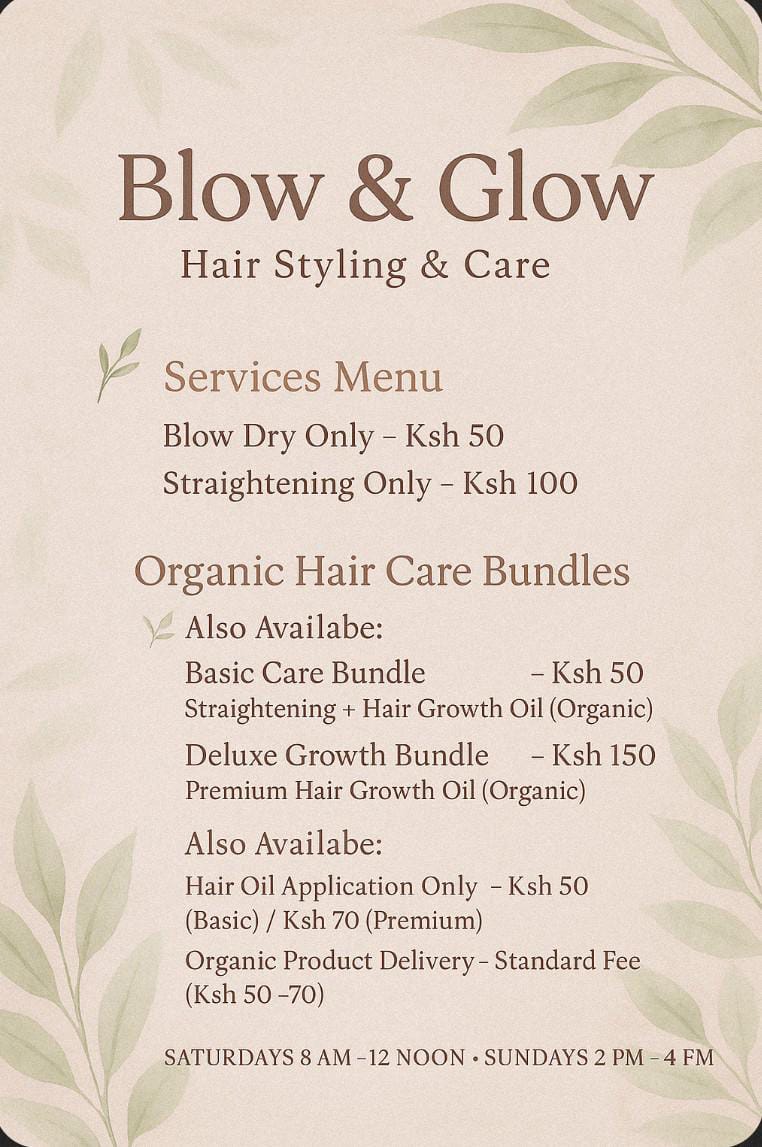 Blow & Glow
Hair Styling & Care
Services Menu
Blow Dry Only – Ksh 50
Straightening Only – Ksh 100
Organic Hair Care Bundles
Also Availabe:
Basic Care Bundle – Ksh 50
Straightening + Hair Growth Oil (Organic)
Deluxe Growth Bundle – Ksh 150
Premium Hair Growth Oil (Organic)
Also Availabe:
Hair Oil Application Only – Ksh 50
(Basic) / Ksh 70 (Premium)
Organic Product Delivery – Standard Fee
(Ksh 50 –70)
SATURDAYS 8 AM –12 NOON • SUNDAYS 2 PM – 4 FM